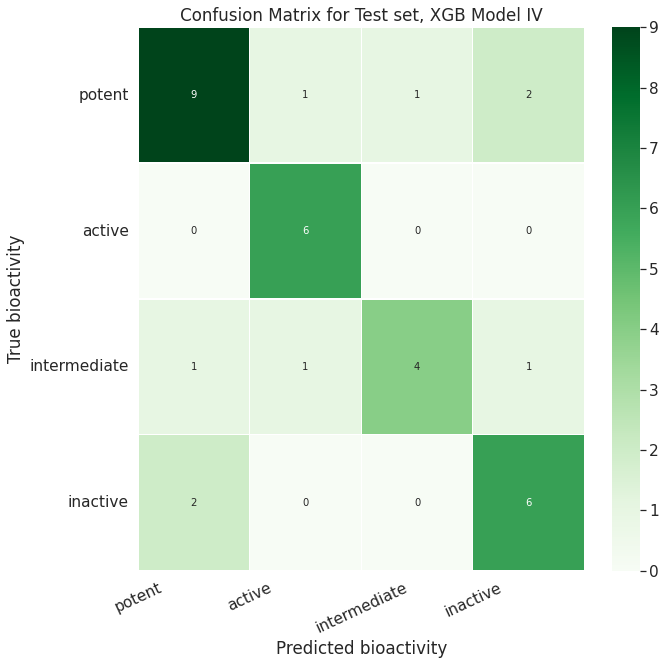 Confusion Matrix for Test set, XGB Model IV
True bioactivity
potent
9 1 1 2
active
0 6 0 0
intermediate
1 1 4 1
inactive
2 0 0 6
potent active intermediate inactive
Predicted bioactivity
9
8
7
6
5
4
3
2
1
0